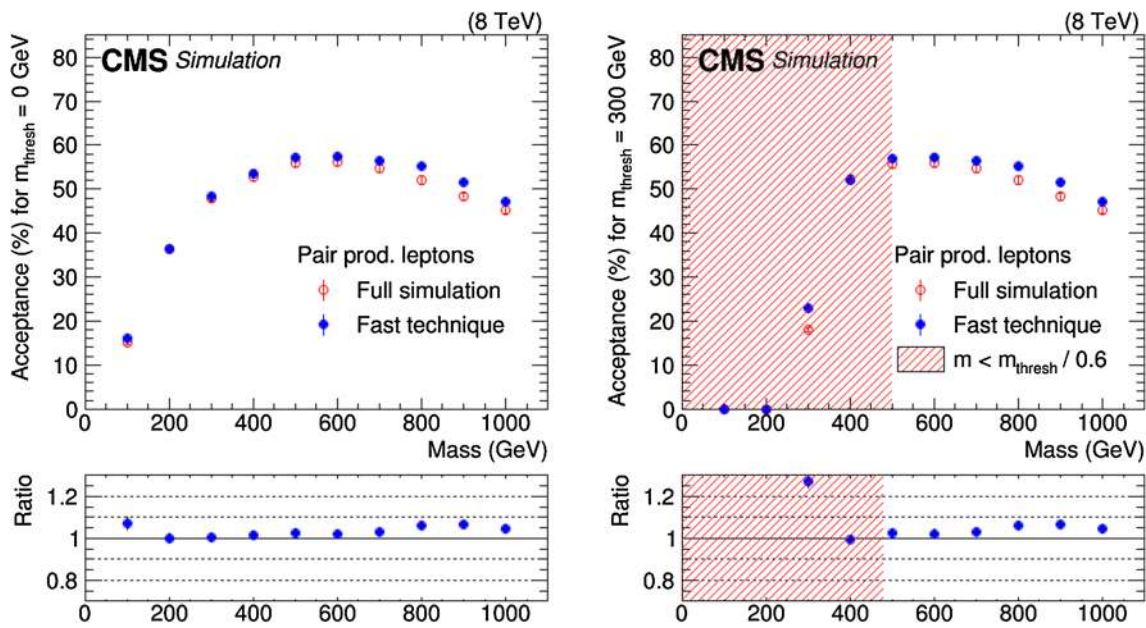 (8 TeV)
CMS Simulation
Acceptance (%) for m_thresh = 0 GeV
80
70
60
50
40
30
20
10
0
Pair prod. leptons
Full simulation
Fast technique
0 200 400 600 800 1000
Mass (GeV)
Ratio
1.2
1
0.8
0 200 400 600 800 1000
(8 TeV)
CMS Simulation
Acceptance (%) for m_thresh = 300 GeV
80
70
60
50
40
30
20
10
0
Pair prod. leptons
Full simulation
Fast technique
m < m_thresh / 0.6
0 200 400 600 800 1000
Mass (GeV)
Ratio
1.2
1
0.8
0 200 400 600 800 1000